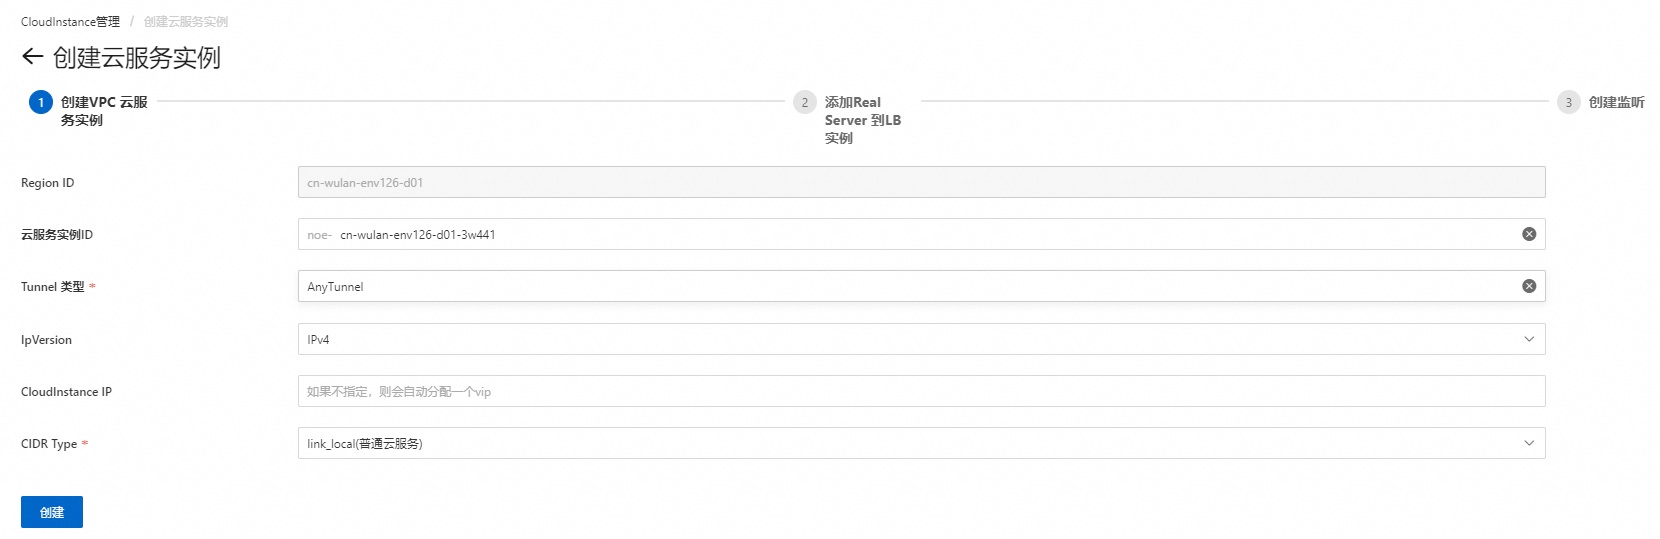 CloudInstance管理 / 创建云服务实例
创建云服务实例
1 创建VPC 云服
务实例
2 添加Real
Server 到LB
实例
3 创建监听
Region ID cn-wulan-env126-d01
云服务实例ID noe- cn-wulan-env126-d01-3w441
Tunnel 类型 * AnyTunnel
IpVersion IPv4
CloudInstance IP 如果不指定，则会自动分配一个vip
CIDR Type * link_local(普通云服务)
创建